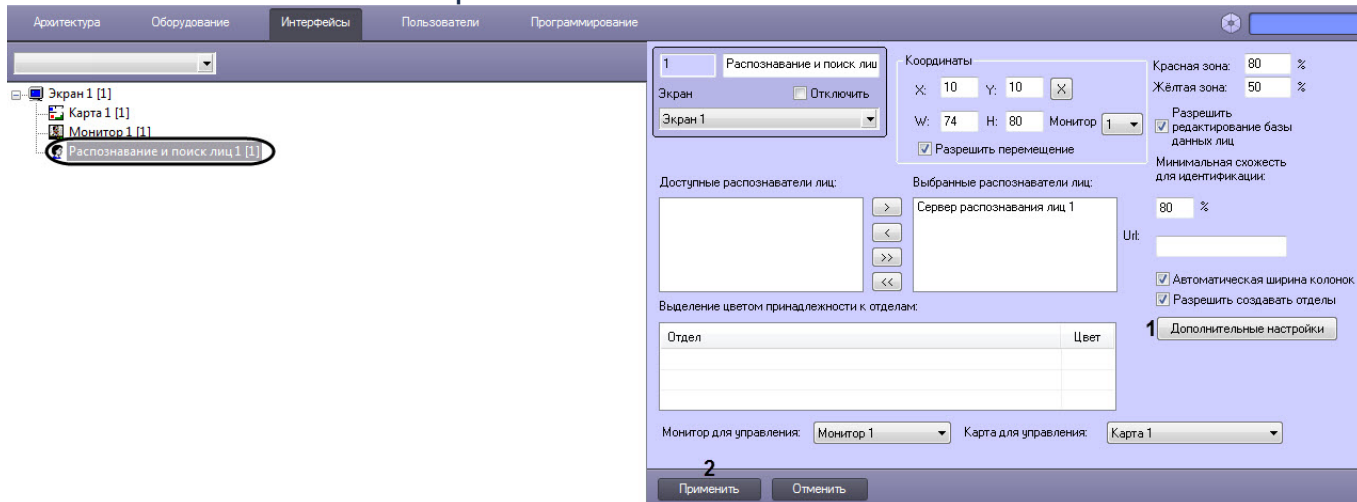 Архитектура Оборудование Интерфейсы Пользователи Программирование
Экран 1 [1]
Карта 1 [1]
Монитор 1 [1]
Распознавание и поиск лиц 1 [1]
1 Распознавание и поиск лиц
Экран Отключить
Экран 1
Координаты
X: 10 Y: 10 X
W: 74 H: 80 Монитор 1
Разрешить перемещение
Красная зона: 80 %
Жёлтая зона: 50 %
Разрешить
редактирование базы
данных лиц
Минимальная схожесть
для идентификации:
80 %
Url:
Автоматическая ширина колонок
Разрешить создавать отделы
1 Дополнительные настройки
Доступные распознаватели лиц:
Выбранные распознаватели лиц:
Сервер распознавания лиц 1
>
<
>>
<<
Выделение цветом принадлежности к отделам:
Отдел Цвет
Монитор для управления: Монитор 1 Карта для управления: Карта 1
2
Применить Отменить